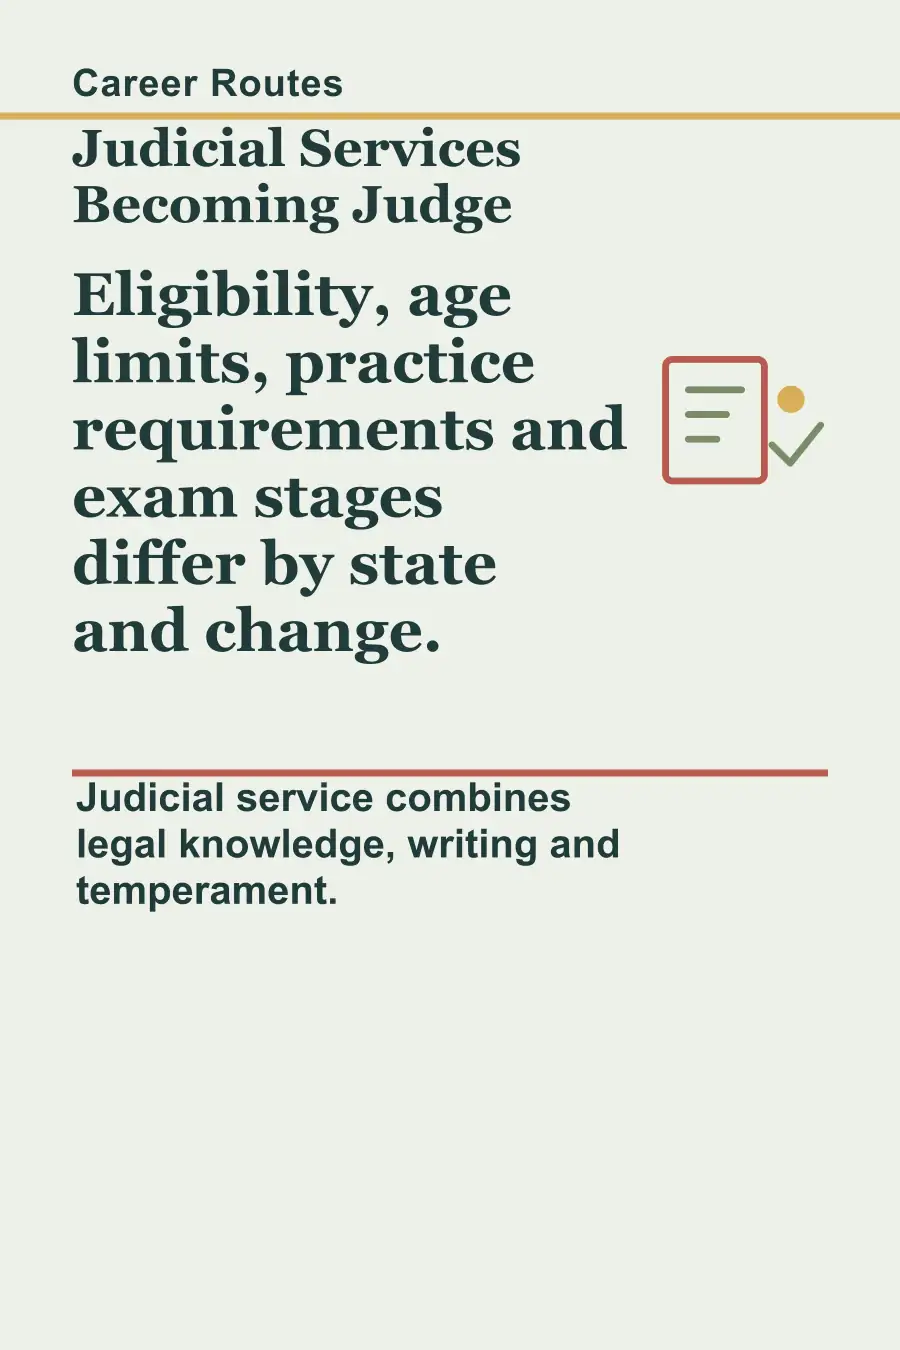 Career Routes
Judicial Services
Becoming Judge
Eligibility, age
limits, practice
requirements and
exam stages
differ by state
and change.
Judicial service combines
legal knowledge, writing and
temperament.